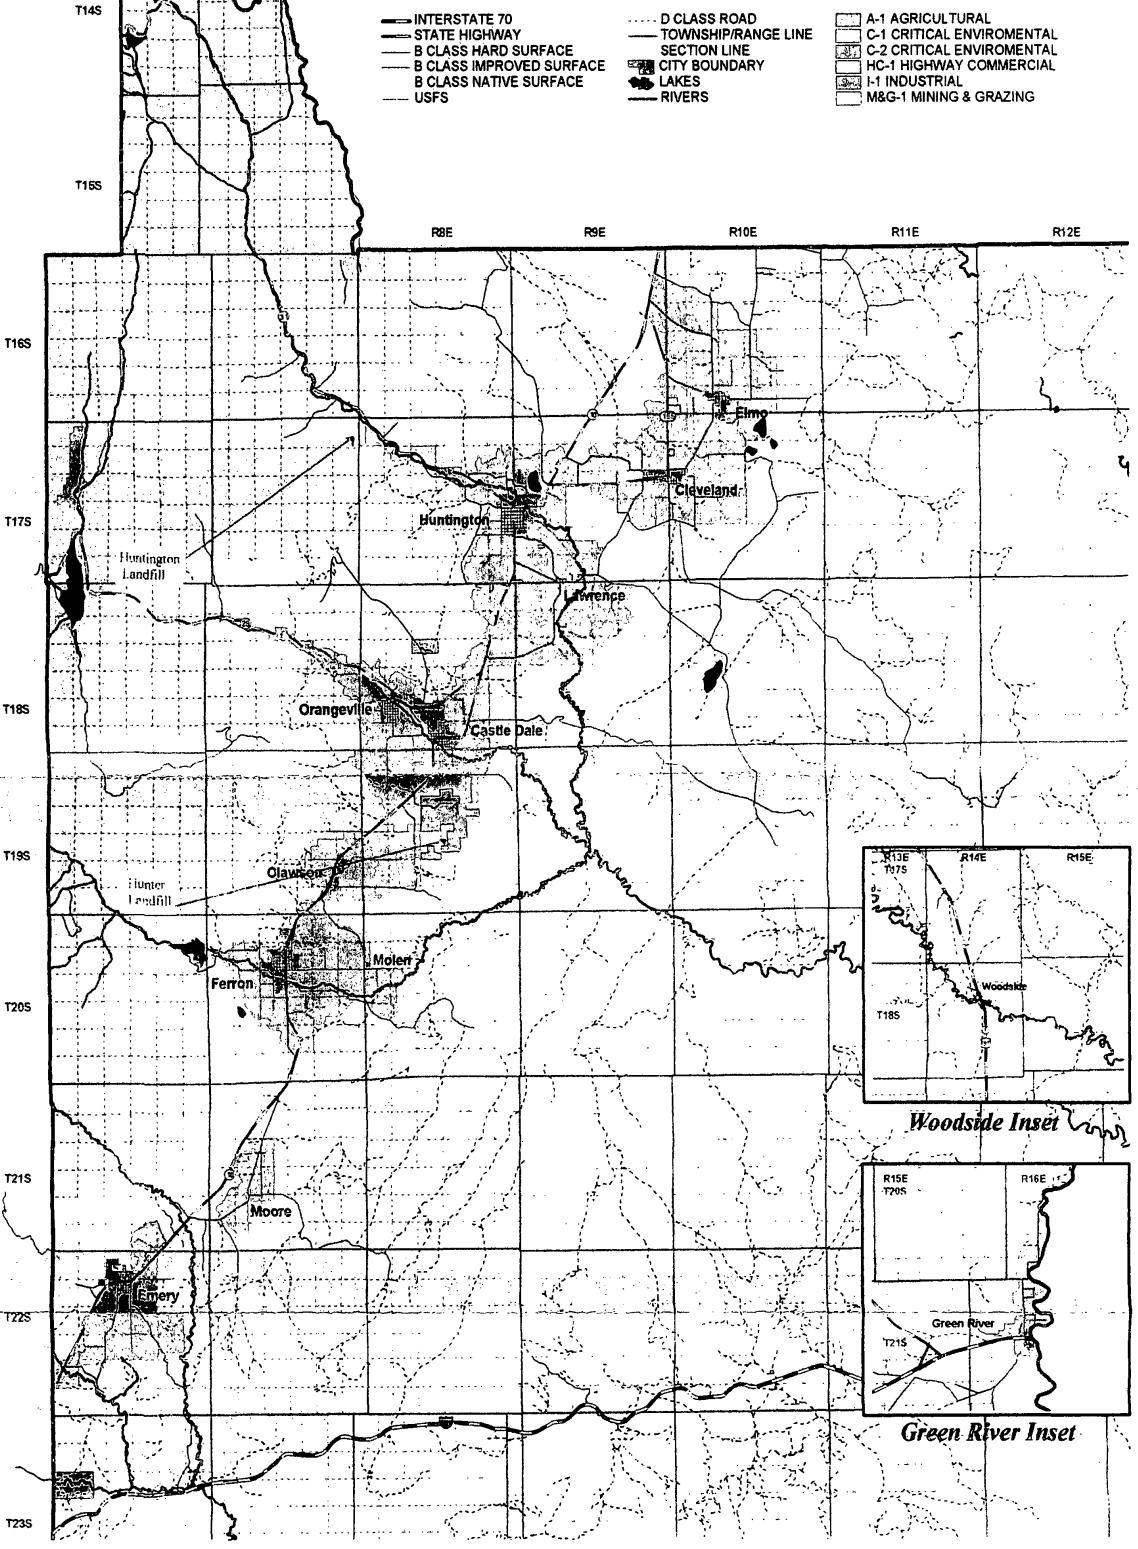 T14S
INTERSTATE 70
STATE HIGHWAY
B CLASS HARD SURFACE
B CLASS IMPROVED SURFACE
B CLASS NATIVE SURFACE
USFS
D CLASS ROAD
TOWNSHIP/RANGE LINE
SECTION LINE
CITY BOUNDARY
LAKES
RIVERS
A-1 AGRICULTURAL
C-1 CRITICAL ENVIROMENTAL
C-2 CRITICAL ENVIROMENTAL
HC-1 HIGHWAY COMMERCIAL
I-1 INDUSTRIAL
M&G-1 MINING & GRAZING
T15S
R8E
R9E
R10E
R11E
R12E
T16S
Elmo
Cleveland
Huntington
T17S
Huntington
Landfill
Lawrence
Orangeville
T18S
Castle Dale
T19S
Clawson
Hunter
Landfill
Molen
Ferron
T20S
R13E
R14E
R15E
T17S
Woodside
T18S
Woodside Inset
T21S
Moore
R15E
R16E
T20S
Emery
T22S
Green River
T21S
Green River Inset
T23S